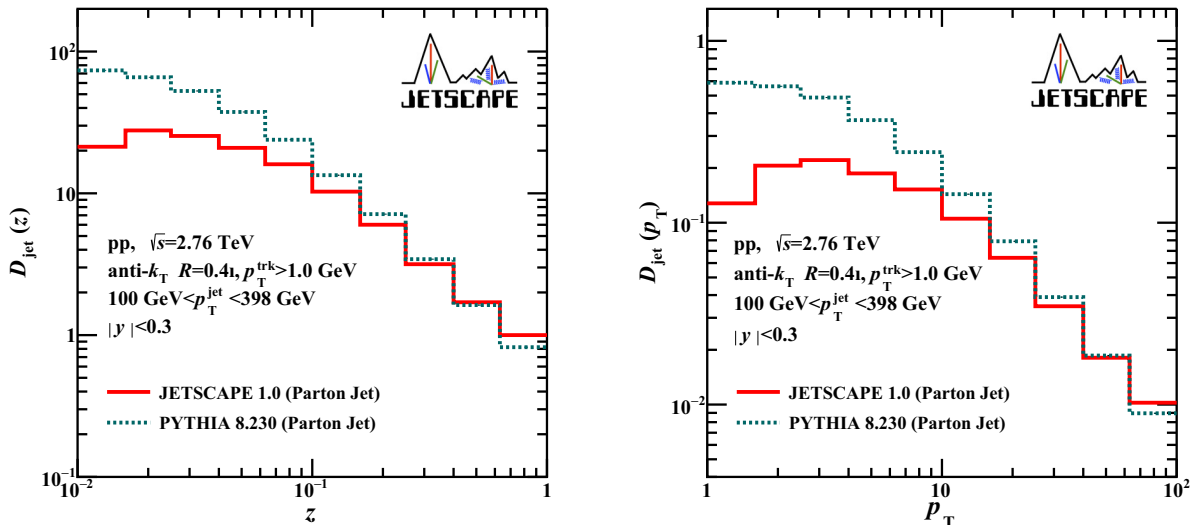 10²
10
1
10⁻¹
D_jet (z)
JETSCAPE
pp, √s=2.76 TeV
anti-k_T R=0.4ı, p_T^trk>1.0 GeV
100 GeV<p_T^jet <398 GeV
|y|<0.3
JETSCAPE 1.0 (Parton Jet)
PYTHIA 8.230 (Parton Jet)
10⁻² 10⁻¹ 1
z
1
10⁻¹
10⁻²
D_jet (p_T)
JETSCAPE
pp, √s=2.76 TeV
anti-k_T R=0.4ı, p_T^trk>1.0 GeV
100 GeV<p_T^jet <398 GeV
|y|<0.3
JETSCAPE 1.0 (Parton Jet)
PYTHIA 8.230 (Parton Jet)
1 10 10²
p_T